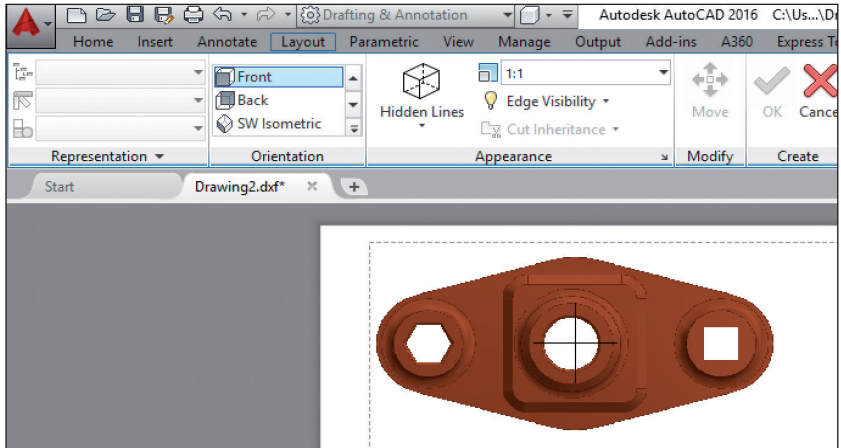 Drafting & Annotation Autodesk AutoCAD 2016 C:\Us...\Dr
Home Insert Annotate Layout Parametric View Manage Output Add-ins A360 Express T
Front
Back
SW Isometric
Hidden Lines
1:1
Edge Visibility
Cut Inheritance
Move
OK Cance
Representation Orientation Appearance Modify Create
Start Drawing2.dxf* +